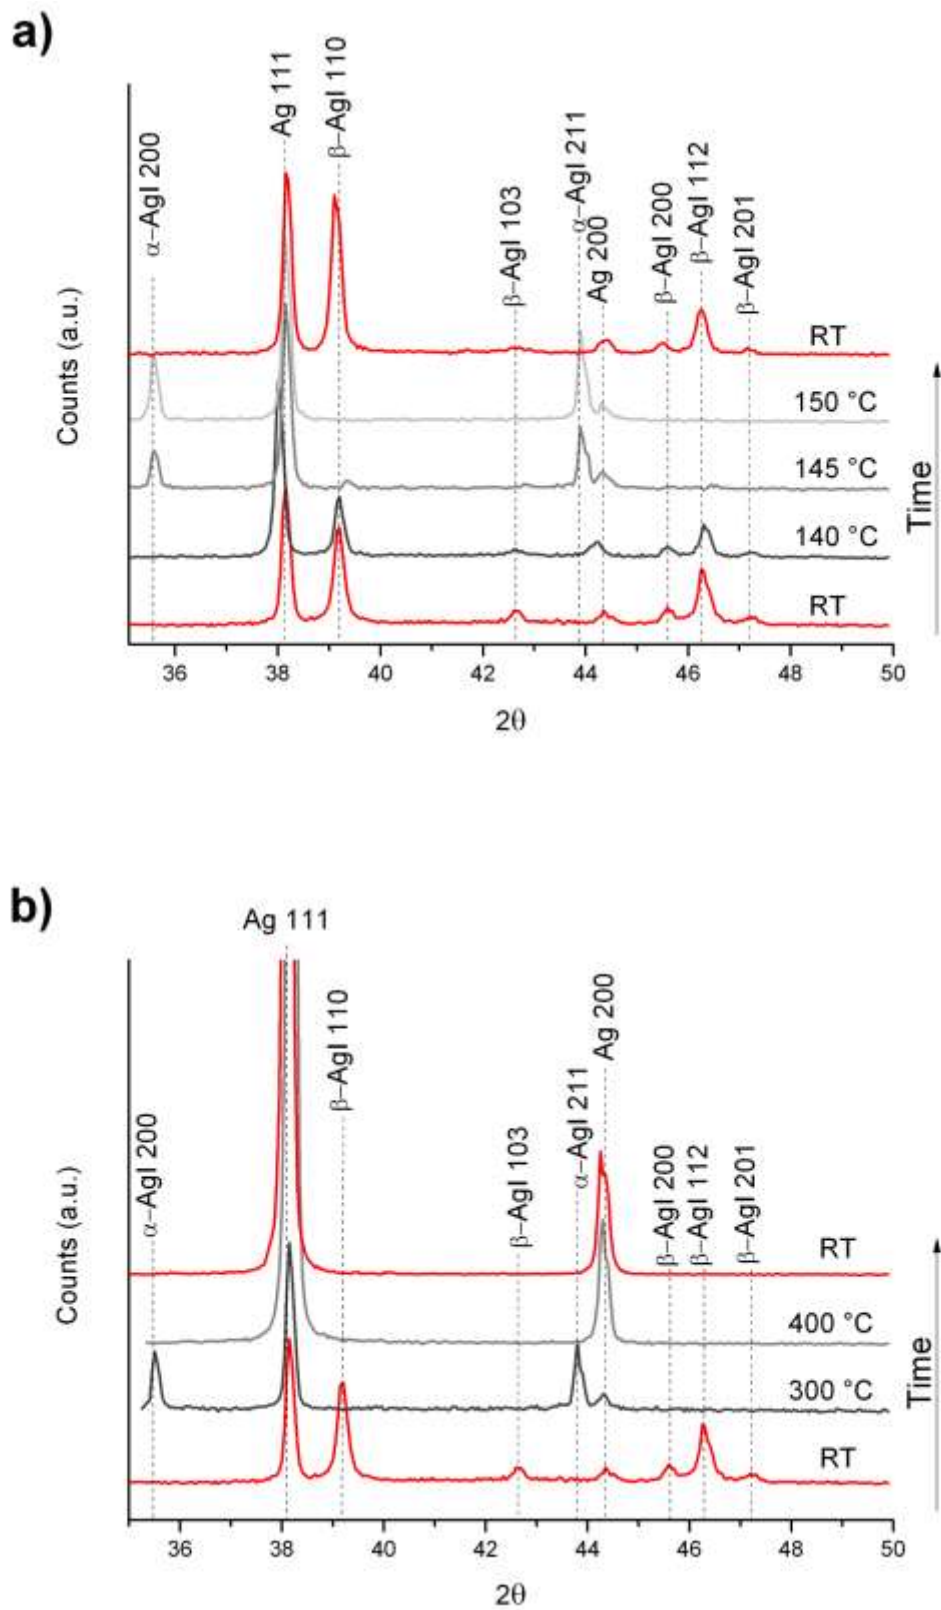 a)
α–AgI 200
Ag 111
β–AgI 110
β–AgI 103
α–AgI 211
Ag 200
β–AgI 200
β–AgI 112
β–AgI 201
Counts (a.u.)
RT
150 °C
145 °C
140 °C
RT
Time
36 38 40 42 44 46 48 50
2θ
b)
Ag 111
α–AgI 200
β–AgI 110
β–AgI 103
α–AgI 211
Ag 200
β–AgI 200
β–AgI 112
β–AgI 201
Counts (a.u.)
RT
400 °C
300 °C
RT
Time
36 38 40 42 44 46 48 50
2θ